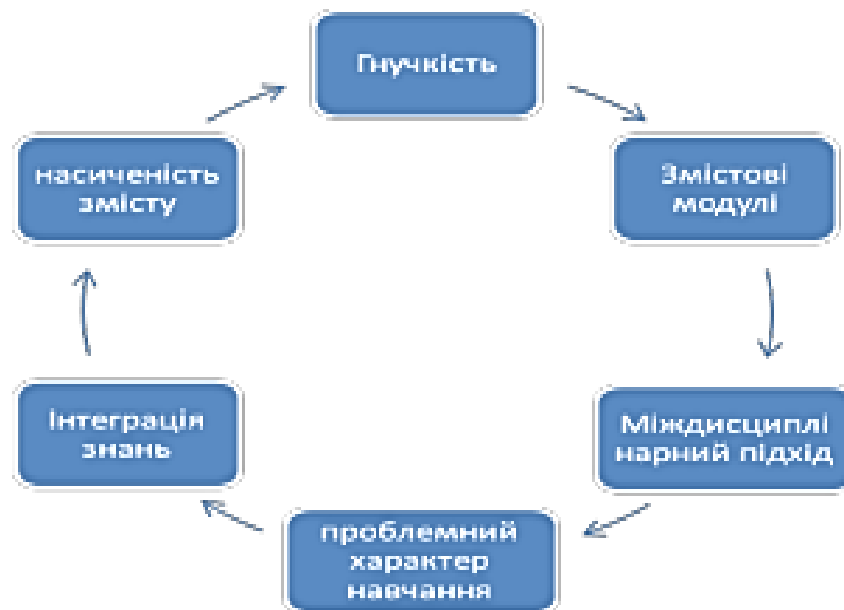 Гнучкість
Змістові
модулі
Міждисциплі
нарний підхід
проблемний
характер
навчання
Інтеграція
знань
насиченість
змісту